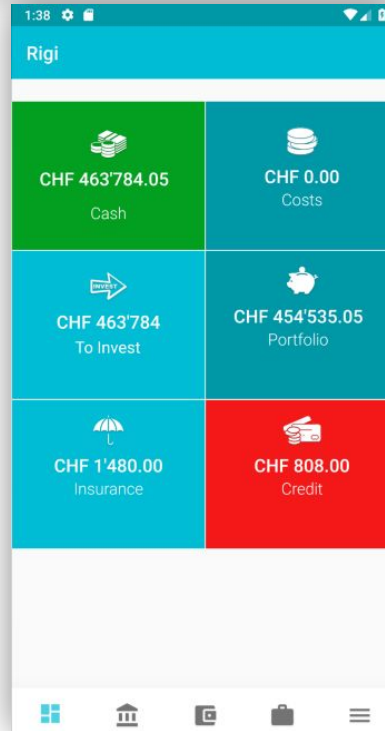 1:38
Rigi
CHF 463'784.05
Cash
CHF 0.00
Costs
INVEST
CHF 463'784
To Invest
CHF 454'535.05
Portfolio
CHF 1'480.00
Insurance
CHF 808.00
Credit